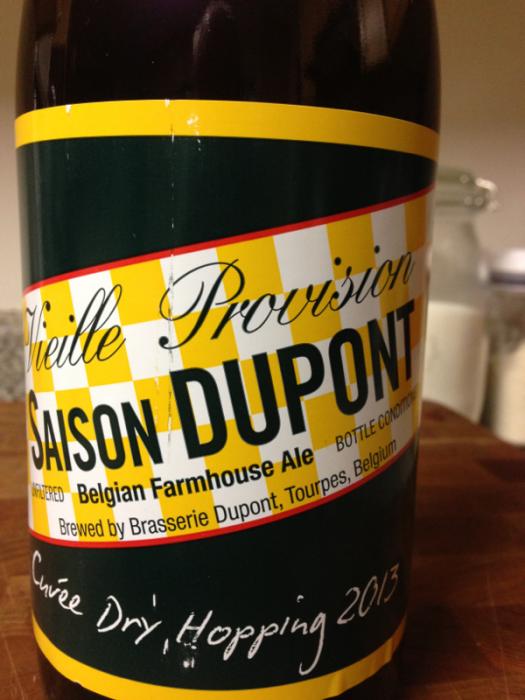 Vieille Provision
SAISON DUPONT
UNFILTERED Belgian Farmhouse Ale BOTTLE CONDITION
Brewed by Brasserie Dupont, Tourpes, Belgium
Cuvée Dry Hopping 2013